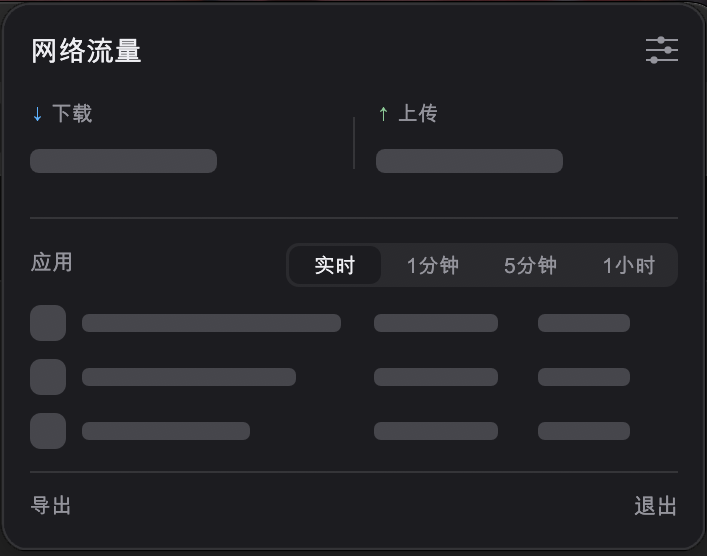 网络流量
↓ 下载
↑ 上传
应用
实时 1分钟 5分钟 1小时
导出
退出